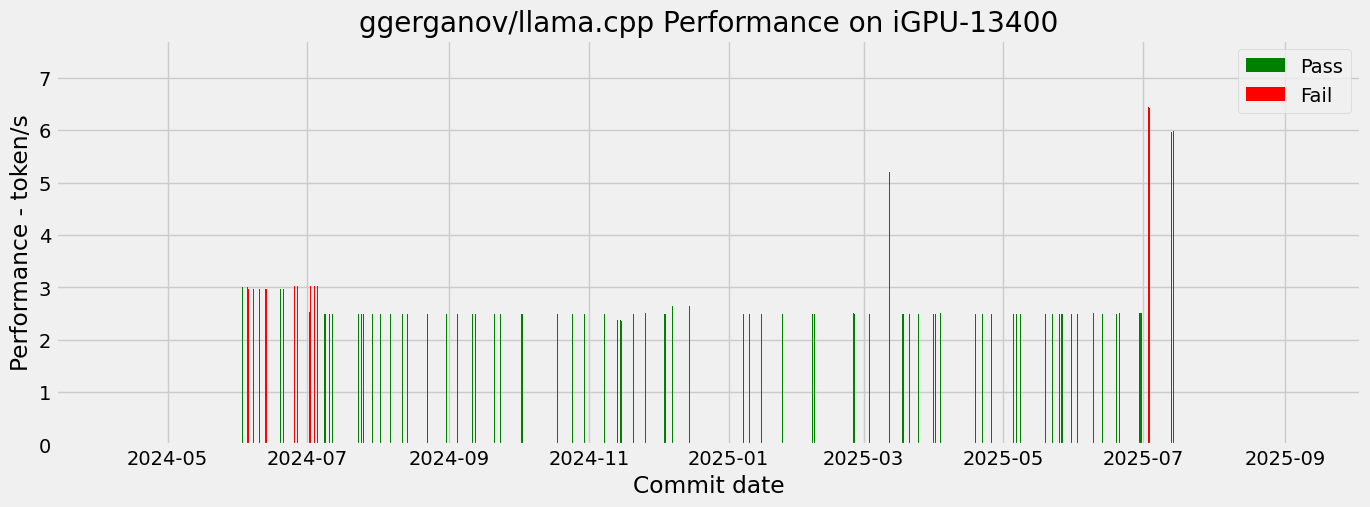 ggerganov/llama.cpp Performance on iGPU-13400
Performance - token/s
7
6
5
4
3
2
1
0
Pass
Fail
2024-05 2024-07 2024-09 2024-11 2025-01 2025-03 2025-05 2025-07 2025-09
Commit date